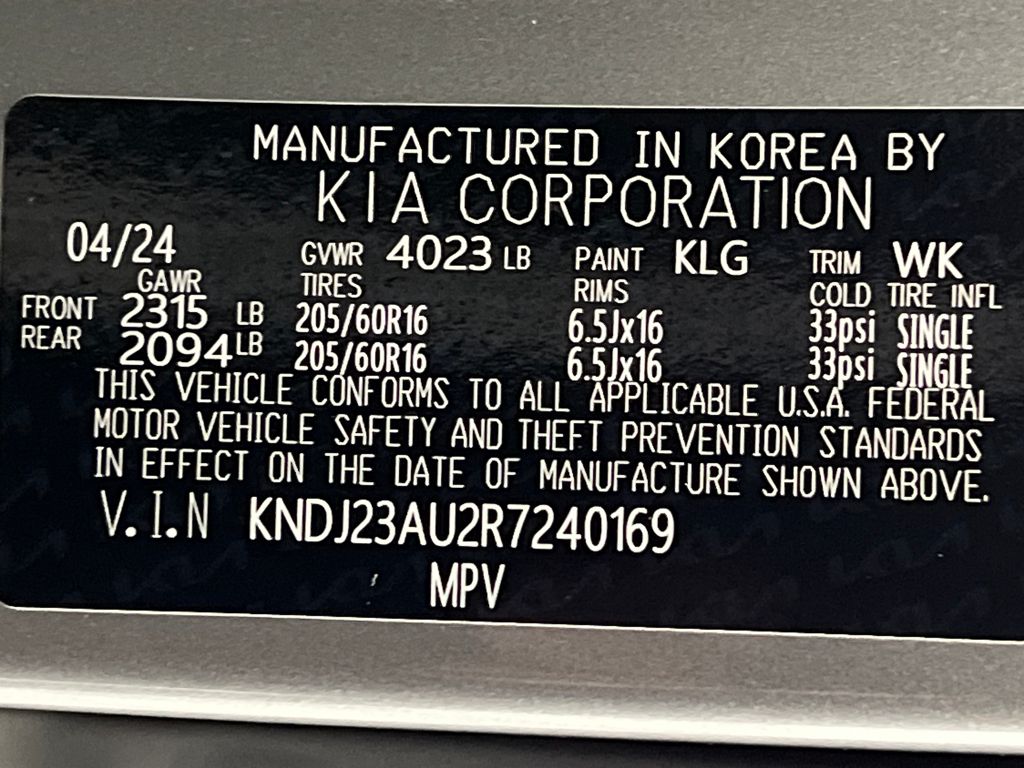 MANUFACTURED IN KOREA BY
KIA CORPORATION
04/24 GVWR 4023 LB PAINT KLG TRIM WK
GAWR TIRES RIMS COLD TIRE INFL
FRONT 2315 LB 205/60R16 6.5Jx16 33psi SINGLE
REAR 2094 LB 205/60R16 6.5Jx16 33psi SINGLE
THIS VEHICLE CONFORMS TO ALL APPLICABLE U.S.A. FEDERAL
MOTOR VEHICLE SAFETY AND THEFT PREVENTION STANDARDS
IN EFFECT ON THE DATE OF MANUFACTURE SHOWN ABOVE.
V.I.N KNDJ23AU2R7240169
MPV